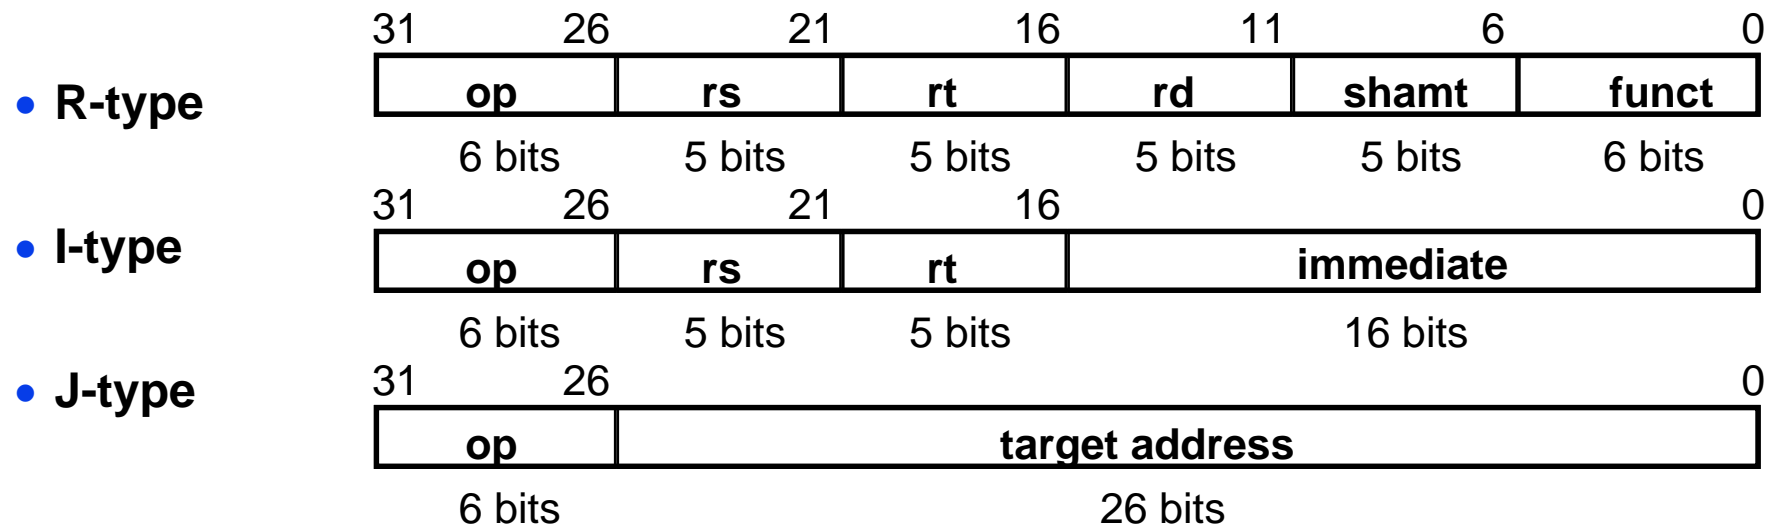 31 26 21 16 11 6 0
• R-type op rs rt rd shamt funct
6 bits 5 bits 5 bits 5 bits 5 bits 6 bits
31 26 21 16 0
• I-type op rs rt immediate
6 bits 5 bits 5 bits 16 bits
31 26 0
• J-type op target address
6 bits 26 bits